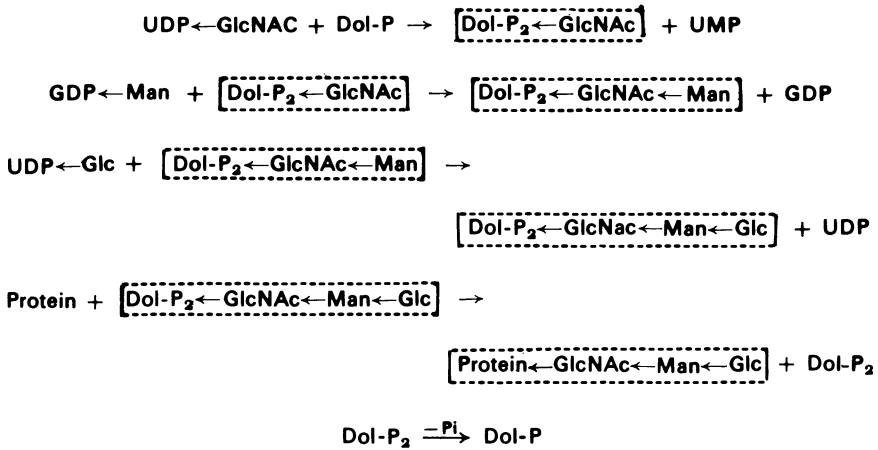 UDP←GlcNAC + Dol-P → [Dol-P₂←GlcNAc] + UMP
GDP←Man + [Dol-P₂←GlcNAc] → [Dol-P₂←GlcNAc←Man] + GDP
UDP←Glc + [Dol-P₂←GlcNAc←Man] →
[Dol-P₂←GlcNac←Man←Glc] + UDP
Protein + [Dol-P₂←GlcNAc←Man←Glc] →
[Protein←GlcNAc←Man←Glc] + Dol-P₂
Dol-P₂ —Pi→ Dol-P